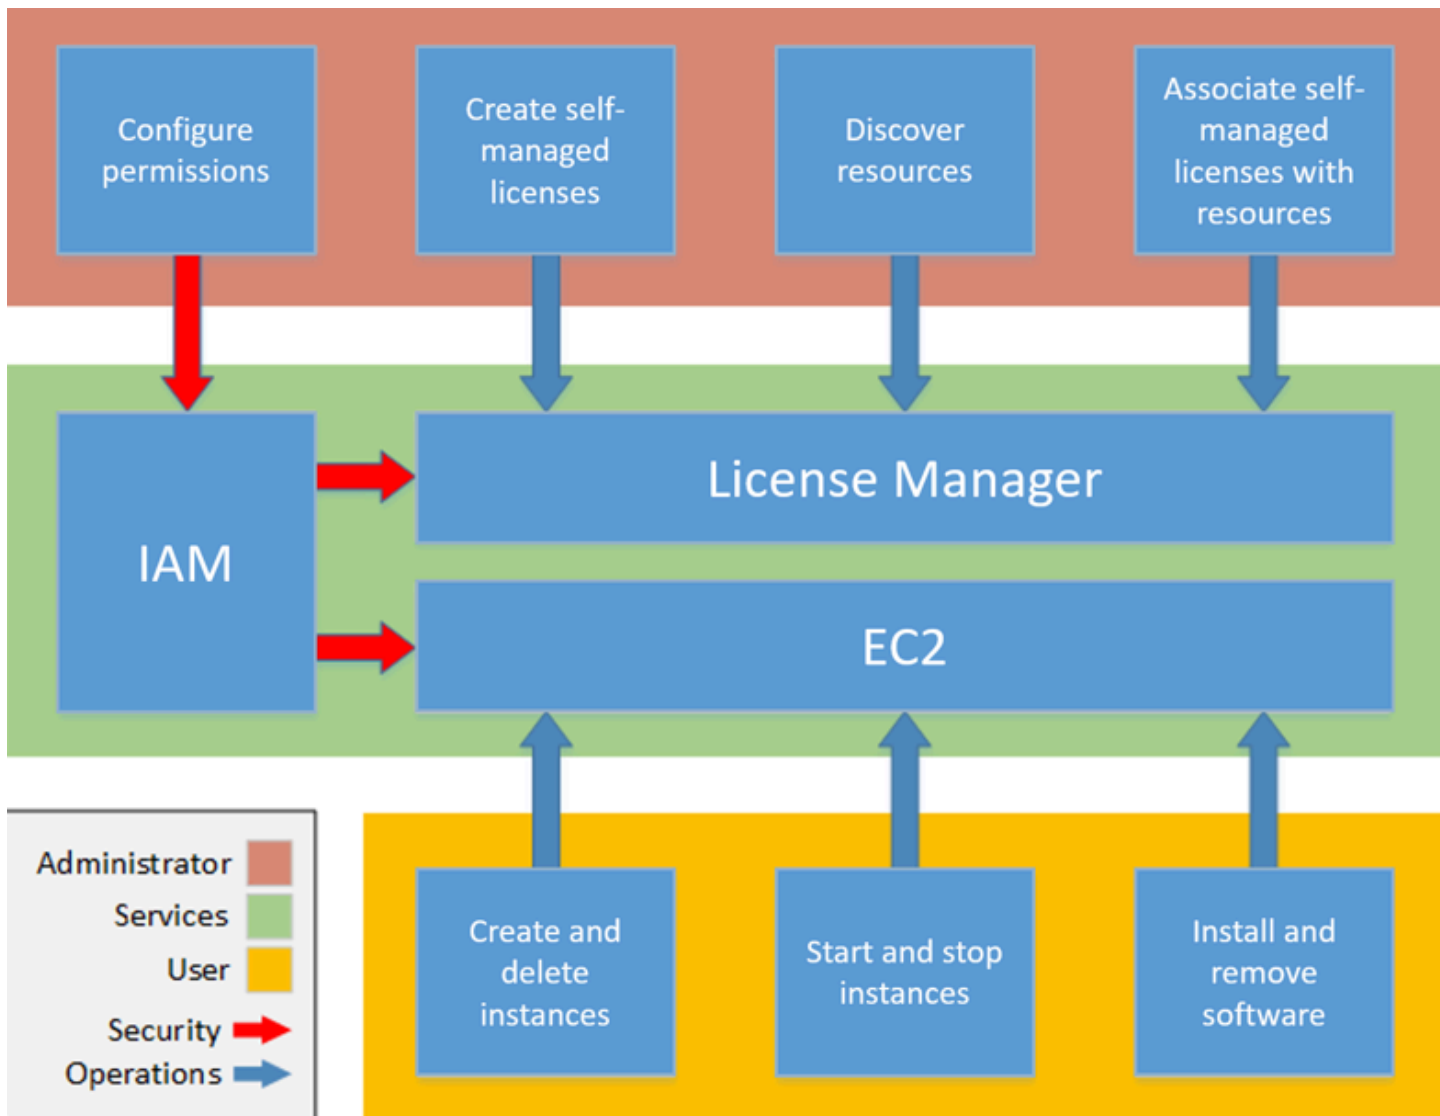 Configure
permissions
Create self-
managed
licenses
Discover
resources
Associate self-
managed
licenses with
resources
IAM
License Manager
EC2
Administrator
Services
User
Security
Operations
Create and
delete
instances
Start and stop
instances
Install and
remove
software